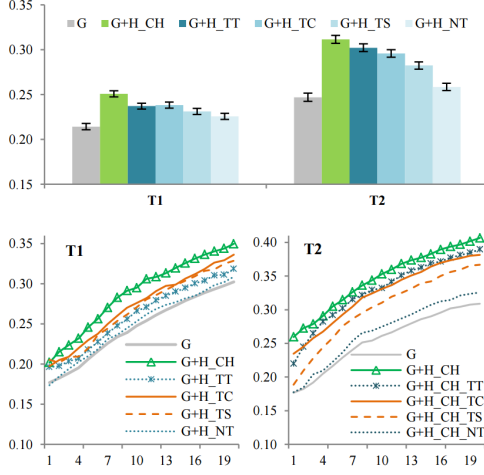 G G+H_CH G+H_TT G+H_TC G+H_TS G+H_NT
0.35
0.30
0.25
0.20
0.15
T1 T2
T1
0.35
0.30
0.25
0.20
0.15
0.10
G
G+H_CH
G+H_TT
G+H_TC
G+H_TS
G+H_NT
1 4 7 10 13 16 19
T2
0.40
0.35
0.30
0.25
0.20
0.15
0.10
G
G+H_CH
G+H_CH_TT
G+H_CH_TC
G+H_CH_TS
G+H_CH_NT
1 4 7 10 13 16 19